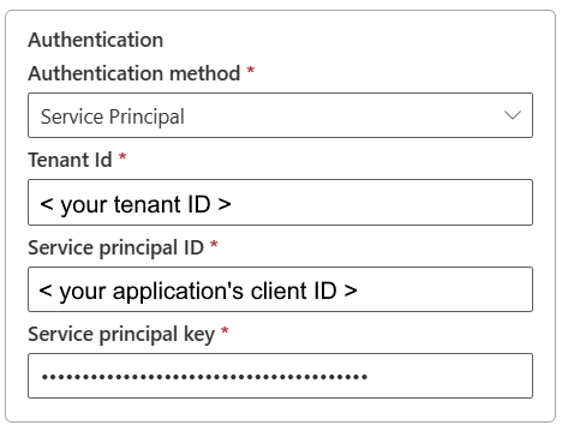 Authentication
Authentication method *
Service Principal
Tenant Id *
< your tenant ID >
Service principal ID *
< your application's client ID >
Service principal key *
••••••••••••••••••••••••••••••••••••••••